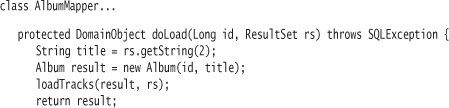 class AlbumMapper...
protected DomainObject doLoad(Long id, ResultSet rs) throws SQLException {
String title = rs.getString(2);
Album result = new Album(id, title);
loadTracks(result, rs);
return result;